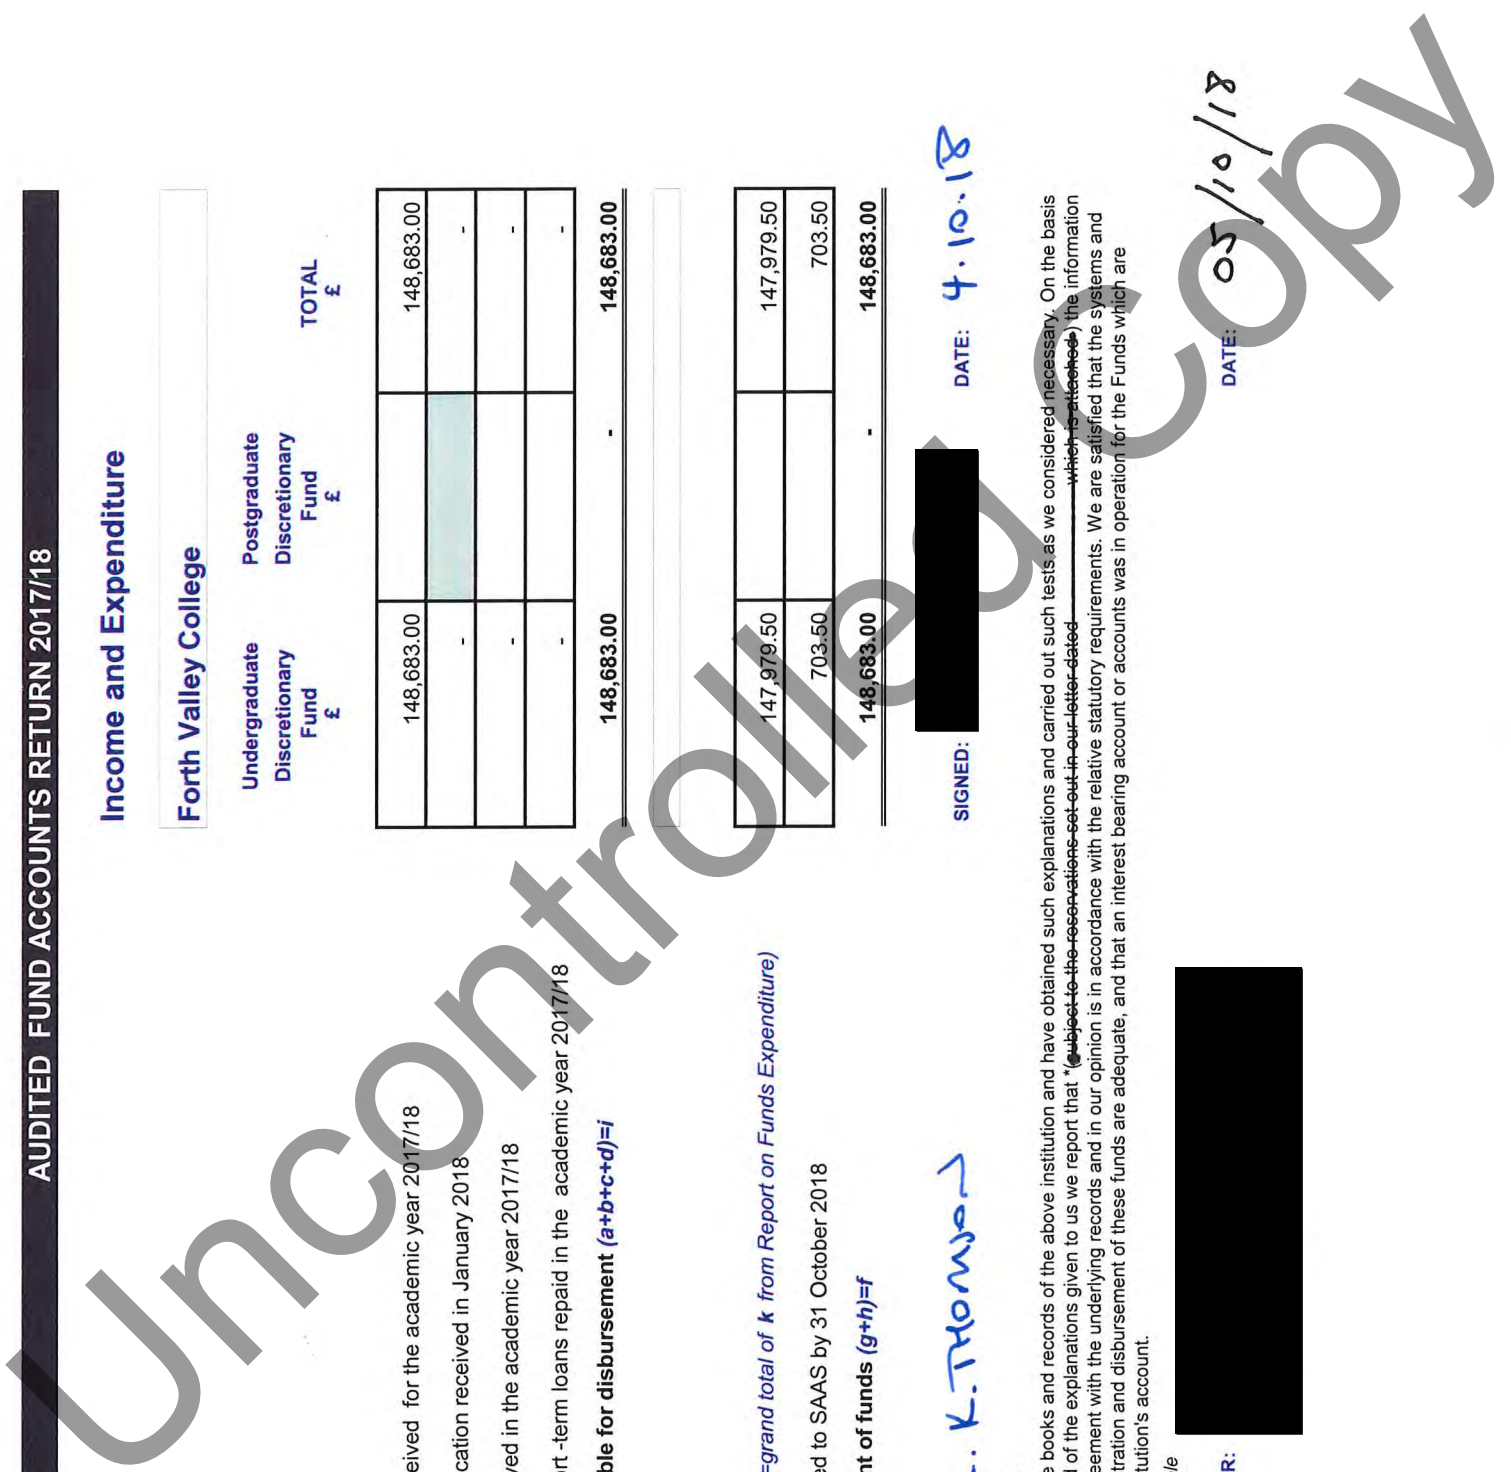 AUDITED FUND ACCOUNTS RETURN 2017/18
Income and Expenditure
Forth Valley College
Undergraduate Discretionary Fund £
Postgraduate Discretionary Fund £
TOTAL £
eived for the academic year 2017/18 148,683.00 148,683.00
cation received in January 2018 - -
ved in the academic year 2017/18 - -
rt -term loans repaid in the academic year 2017/18 - -
ble for disbursement (a+b+c+d)=i 148,683.00 - 148,683.00
=grand total of k from Report on Funds Expenditure) 147,979.50 147,979.50
ed to SAAS by 31 October 2018 703.50 703.50
nt of funds (g+h)=f 148,683.00 - 148,683.00
K. THOMSON SIGNED: DATE: 4.10.18
e books and records of the above institution and have obtained such explanations and carried out such tests as we considered necessary. On the basis
d of the explanations given to us we report that *(subject to the reservations set out in our letter dated which is attached ) the information
eement with the underlying records and in our opinion is in accordance with the relative statutory requirements. We are satisfied that the systems and
tration and disbursement of these funds are adequate, and that an interest bearing account or accounts was in operation for the Funds which are
tution's account.
le
R: DATE: 05/10/18
Uncontrolled Copy